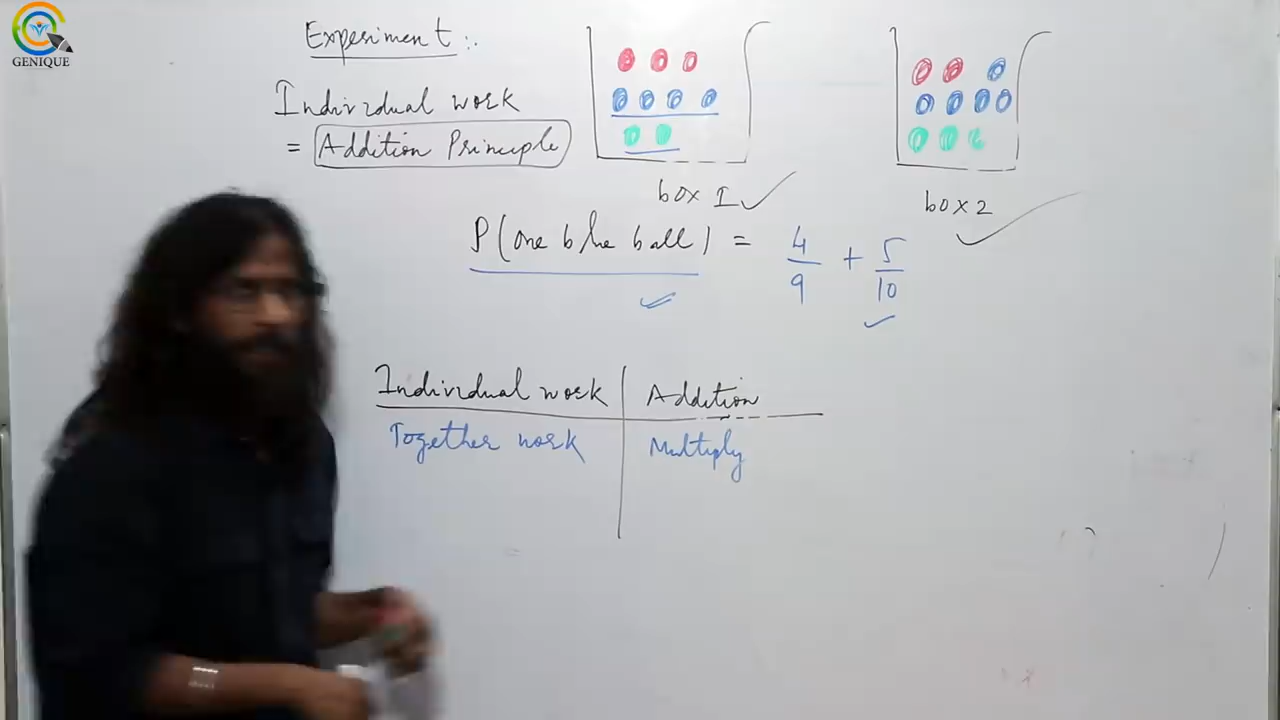 GENIQUE
Experiment :.
Individual work
= Addition Principle
box 1
box 2
P(one blue ball) = 4/9 + 5/10
Individual work | Addition
Together work | Multiply